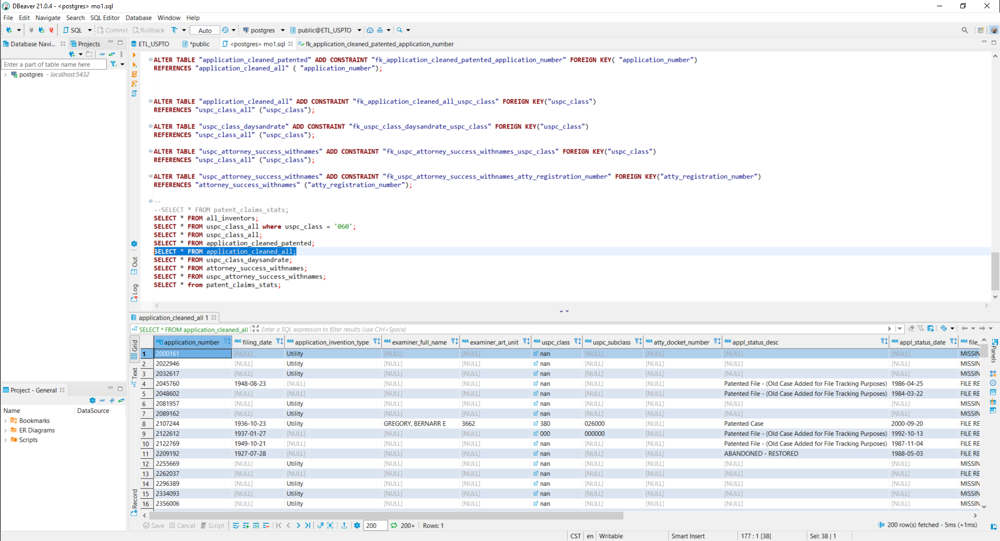 DBeaver 21.0.4 - <postgres> mo1.sql
File Edit Navigate Search SQL Editor Database Window Help
SQL Commit Rollback Auto postgres public@ETL_USPTO
Database Navi... Projects
Enter a part of table name here
postgres - localhost:5432
ETL_USPTO *public <postgres> mo1.sql fk_application_cleaned_patented_application_number
ALTER TABLE "application_cleaned_patented" ADD CONSTRAINT "fk_application_cleaned_patented_application_number" FOREIGN KEY( "application_number")
REFERENCES "application_cleaned_all" ( "application_number");
ALTER TABLE "application_cleaned_all" ADD CONSTRAINT "fk_application_cleaned_all_uspc_class" FOREIGN KEY("uspc_class")
REFERENCES "uspc_class_all" ("uspc_class");
ALTER TABLE "uspc_class_daysandrate" ADD CONSTRAINT "fk_uspc_class_daysandrate_uspc_class" FOREIGN KEY("uspc_class")
REFERENCES "uspc_class_all" ("uspc_class");
ALTER TABLE "uspc_attorney_success_withnames" ADD CONSTRAINT "fk_uspc_attorney_success_withnames_uspc_class" FOREIGN KEY("uspc_class")
REFERENCES "uspc_class_all" ("uspc_class");
ALTER TABLE "uspc_attorney_success_withnames" ADD CONSTRAINT "fk_uspc_attorney_success_withnames_atty_registration_number" FOREIGN KEY("atty_registration_number")
REFERENCES "attorney_success_withnames" ("atty_registration_number");
--
--SELECT * FROM patent_claims_stats;
SELECT * FROM all_inventors;
SELECT * FROM uspc_class_all where uspc_class = '060';
SELECT * FROM uspc_class_all;
SELECT * FROM application_cleaned_patented;
SELECT * FROM application_cleaned_all;
SELECT * FROM uspc_class_daysandrate;
SELECT * FROM attorney_success_withnames;
SELECT * FROM uspc_attorney_success_withnames;
SELECT * from patent_claims_stats;
Out
Log
application_cleaned_all 1
SELECT * FROM application_cleaned_all Enter a SQL expression to filter results (use Ctrl+Space)
Grid
Text
Record
Panels
application_number ABC filing_date ABC application_invention_type ABC examiner_full_name ABC examiner_art_unit ABC uspc_class ABC uspc_subclass ABC atty_docket_number ABC appl_status_desc ABC appl_status_date ABC file_
1 2000161 [NULL] Utility [NULL] [NULL] nan [NULL] [NULL] [NULL] [NULL] MISSIN
2 2022946 [NULL] Utility [NULL] [NULL] nan [NULL] [NULL] [NULL] [NULL] MISSIN
3 2032617 [NULL] Utility [NULL] [NULL] nan [NULL] [NULL] [NULL] [NULL] MISSIN
4 2045760 1948-08-23 [NULL] [NULL] [NULL] nan [NULL] [NULL] Patented File - (Old Case Added for File Tracking Purposes) 1986-04-25 FILE RE
5 2048602 [NULL] [NULL] [NULL] [NULL] nan [NULL] [NULL] Patented File - (Old Case Added for File Tracking Purposes) 1984-03-22 FILE RE
6 2081957 [NULL] Utility [NULL] [NULL] nan [NULL] [NULL] [NULL] [NULL] MISSIN
7 2089162 [NULL] Utility [NULL] [NULL] nan [NULL] [NULL] [NULL] [NULL] MISSIN
8 2107244 1936-10-23 Utility GREGORY, BERNARR E 3662 380 026000 [NULL] Patented Case 2000-09-20 FILE RE
9 2122612 1937-01-27 [NULL] [NULL] [NULL] 000 000000 [NULL] Patented File - (Old Case Added for File Tracking Purposes) 1992-10-13 FILE RE
10 2122769 1949-10-21 [NULL] [NULL] [NULL] nan [NULL] [NULL] Patented File - (Old Case Added for File Tracking Purposes) 1987-11-04 FILE RE
11 2209192 1927-07-28 [NULL] [NULL] [NULL] nan [NULL] [NULL] ABANDONED - RESTORED 1988-05-03 FILE RE
12 2255669 [NULL] Utility [NULL] [NULL] nan [NULL] [NULL] [NULL] [NULL] MISSIN
13 2262037 [NULL] [NULL] [NULL] [NULL] nan [NULL] [NULL] [NULL] [NULL] FILE RE
14 2296389 [NULL] Utility [NULL] [NULL] nan [NULL] [NULL] [NULL] [NULL] MISSIN
15 2334093 [NULL] Utility [NULL] [NULL] nan [NULL] [NULL] [NULL] [NULL] MISSIN
16 2356006 [NULL] Utility [NULL] [NULL] nan [NULL] [NULL] [NULL] [NULL] MISSIN
Project - General
Name DataSource
Bookmarks
ER Diagrams
Scripts
Save Cancel Script 200 200+ Rows: 1 200 row(s) fetched - 5ms (+1ms)
CST en Writable Smart Insert 177 : 1 [38] Sel: 38 | 1